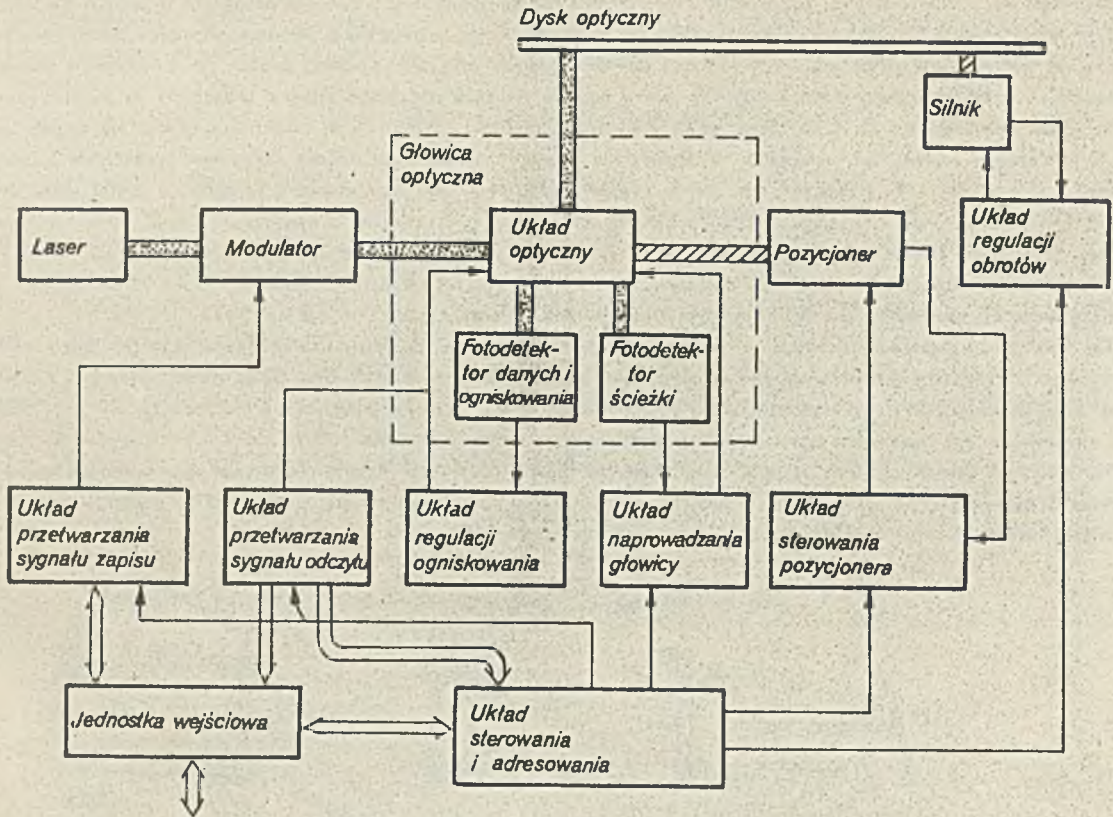 Dysk optyczny
Silnik
Głowica
optyczna
Laser
Modulator
Układ
optyczny
Pozycjoner
Układ
regulacji
obrotów
Fotodetek-
tor danych i
ogniskowania
Fotodetek-
tor
ścieżki
Układ
przetwarzania
sygnału zapisu
Układ
przetwarzania
sygnału odczytu
Układ
regulacji
ogniskowania
Układ
naprowadzania
głowicy
Układ
sterowania
pozycjonera
Jednostka wejściowa
Układ
sterowania
i adresowania